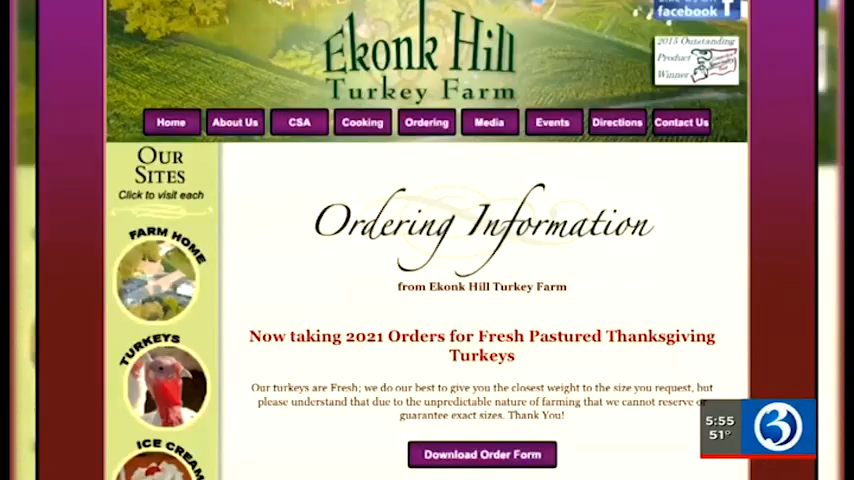 facebook
Ekonk Hill
Turkey Farm
2015 Outstanding
Product
Winner
Home
About Us
CSA
Cooking
Ordering
Media
Events
Directions
Contact Us
OUR
SITES
Click to visit each
FARM HOME
TURKEYS
ICE CREAM
Ordering Information
from Ekonk Hill Turkey Farm
Now taking 2021 Orders for Fresh Pastured Thanksgiving
Turkeys
Our turkeys are Fresh; we do our best to give you the closest weight to the size you request, but
please understand that due to the unpredictable nature of farming that we cannot reserve or
guarantee exact sizes. Thank You!
Download Order Form
5:55
51°
3